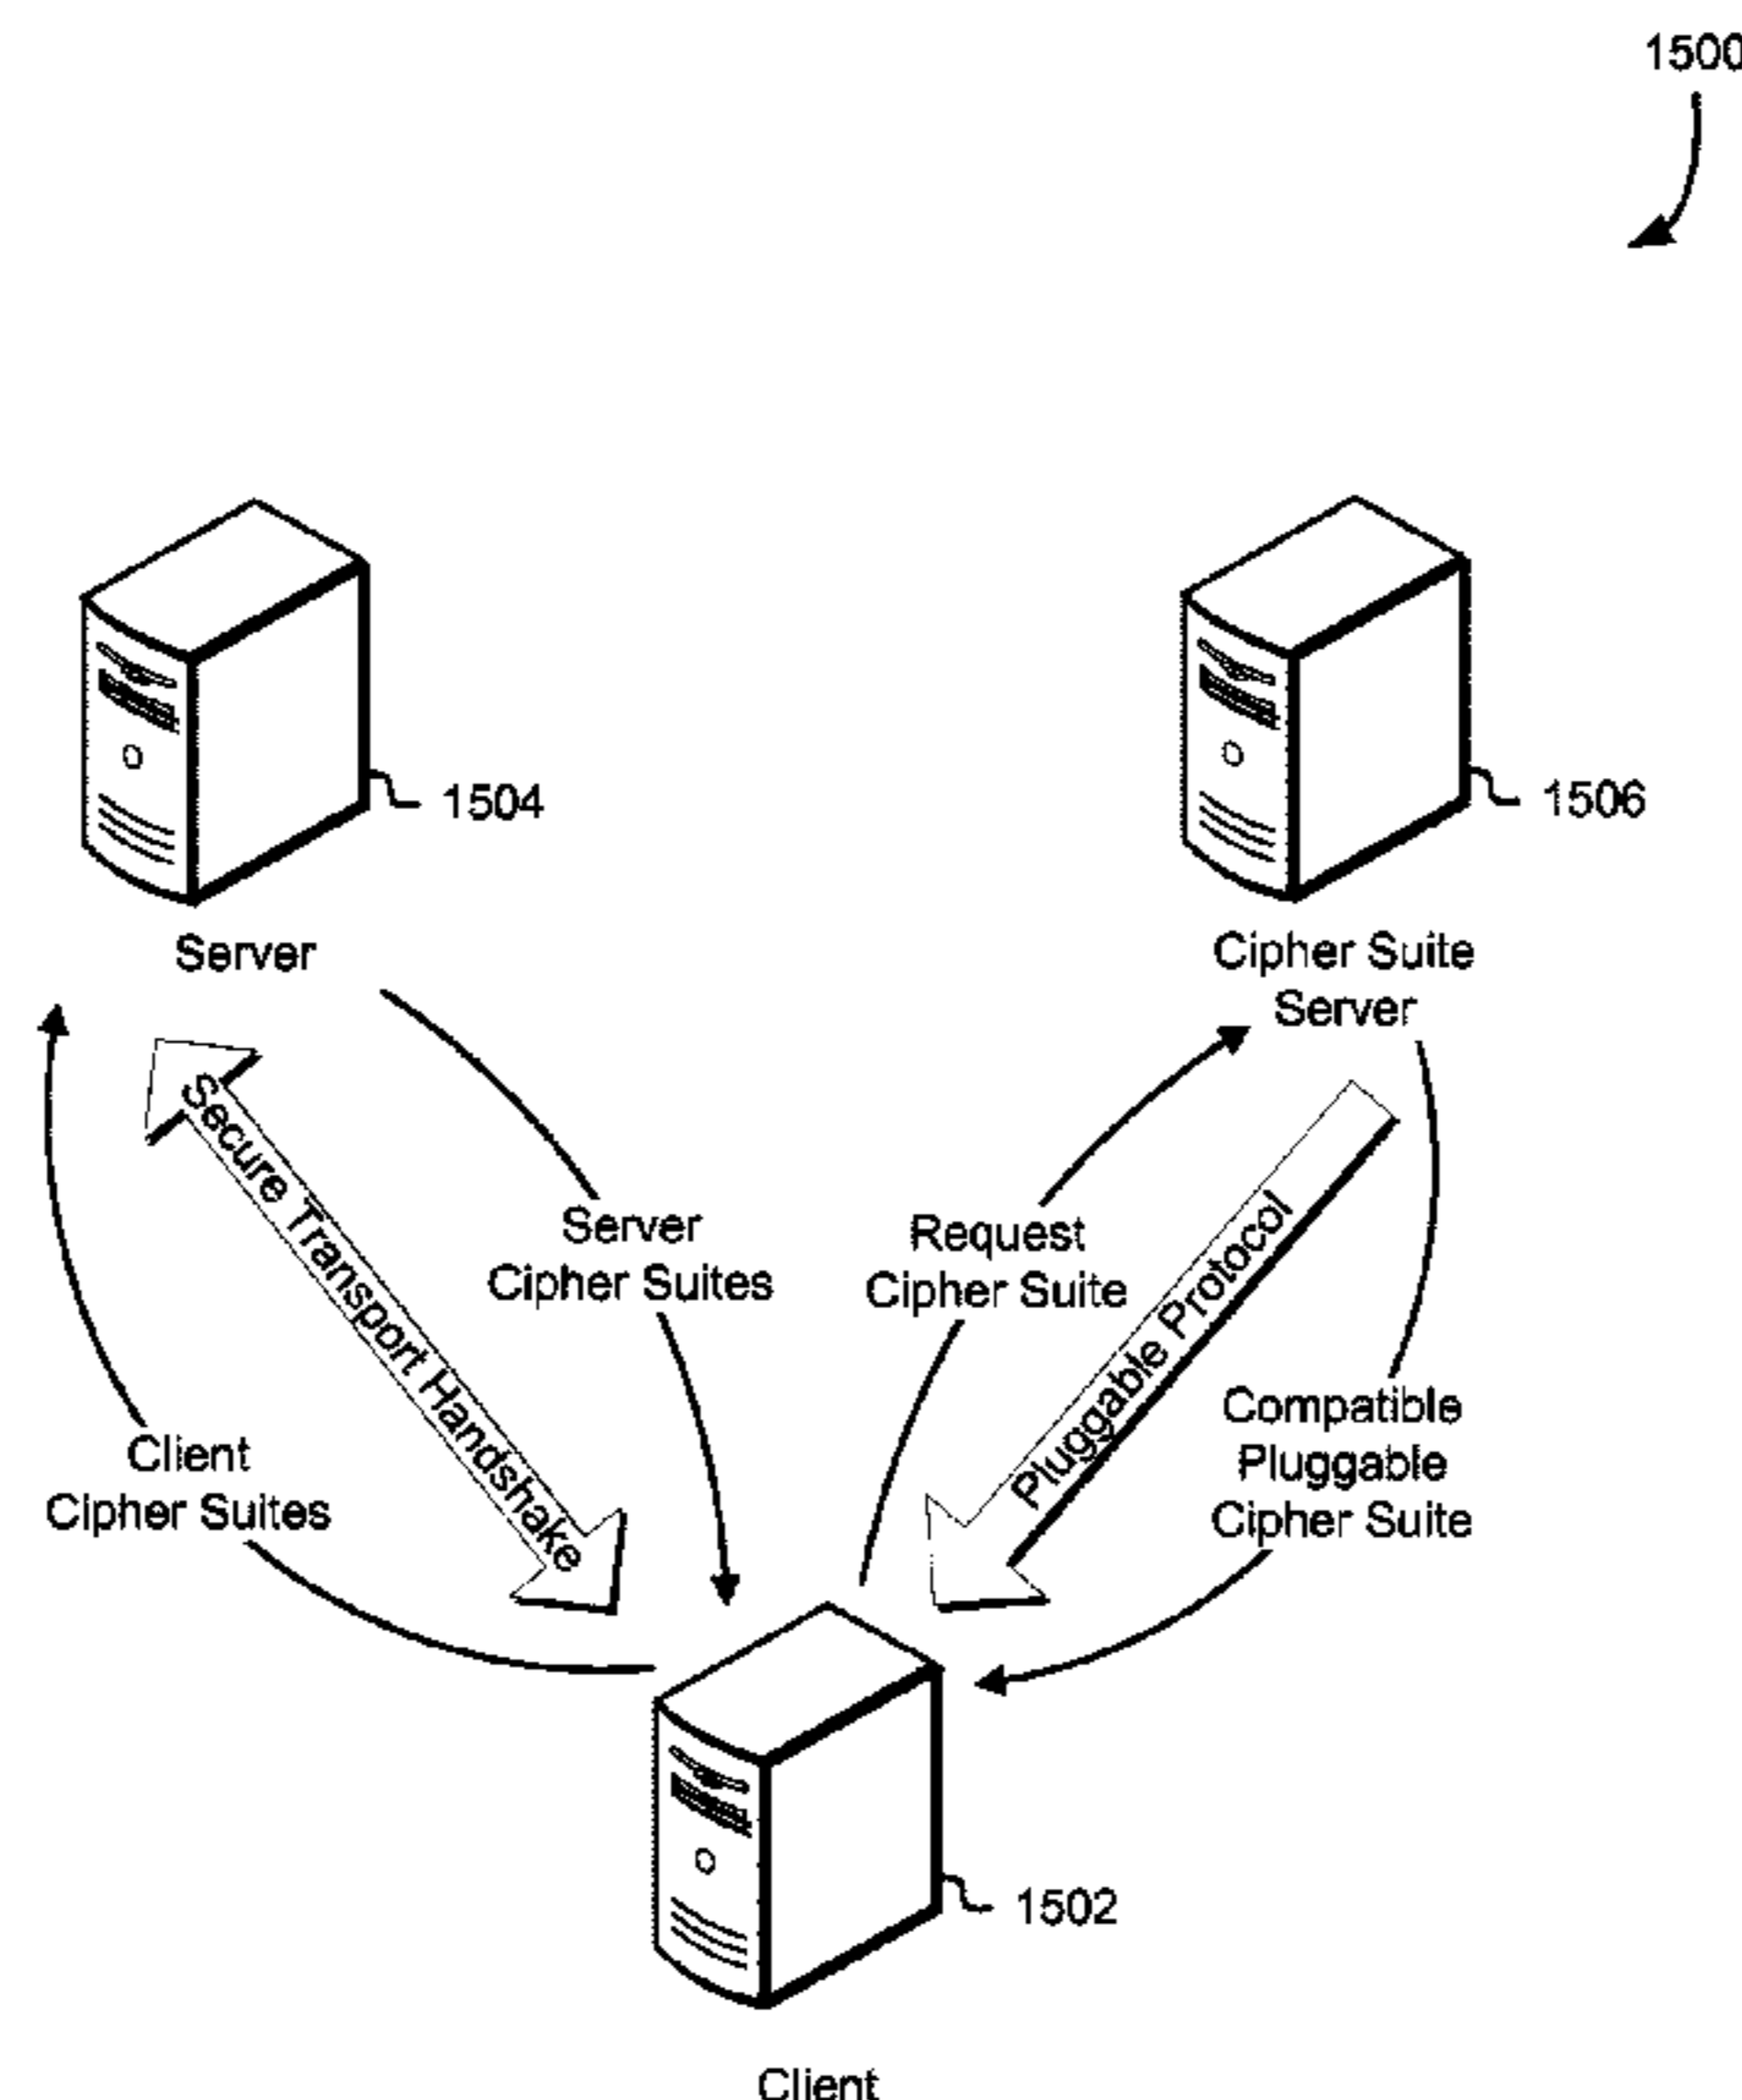 1500
1504
1506
Server
Cipher Suite
Server
Secure Transport Handshake
Server
Cipher Suites
Request
Cipher Suite
Pluggable Protocol
Compatible
Pluggable
Cipher Suite
Client
Cipher Suites
1502
Client